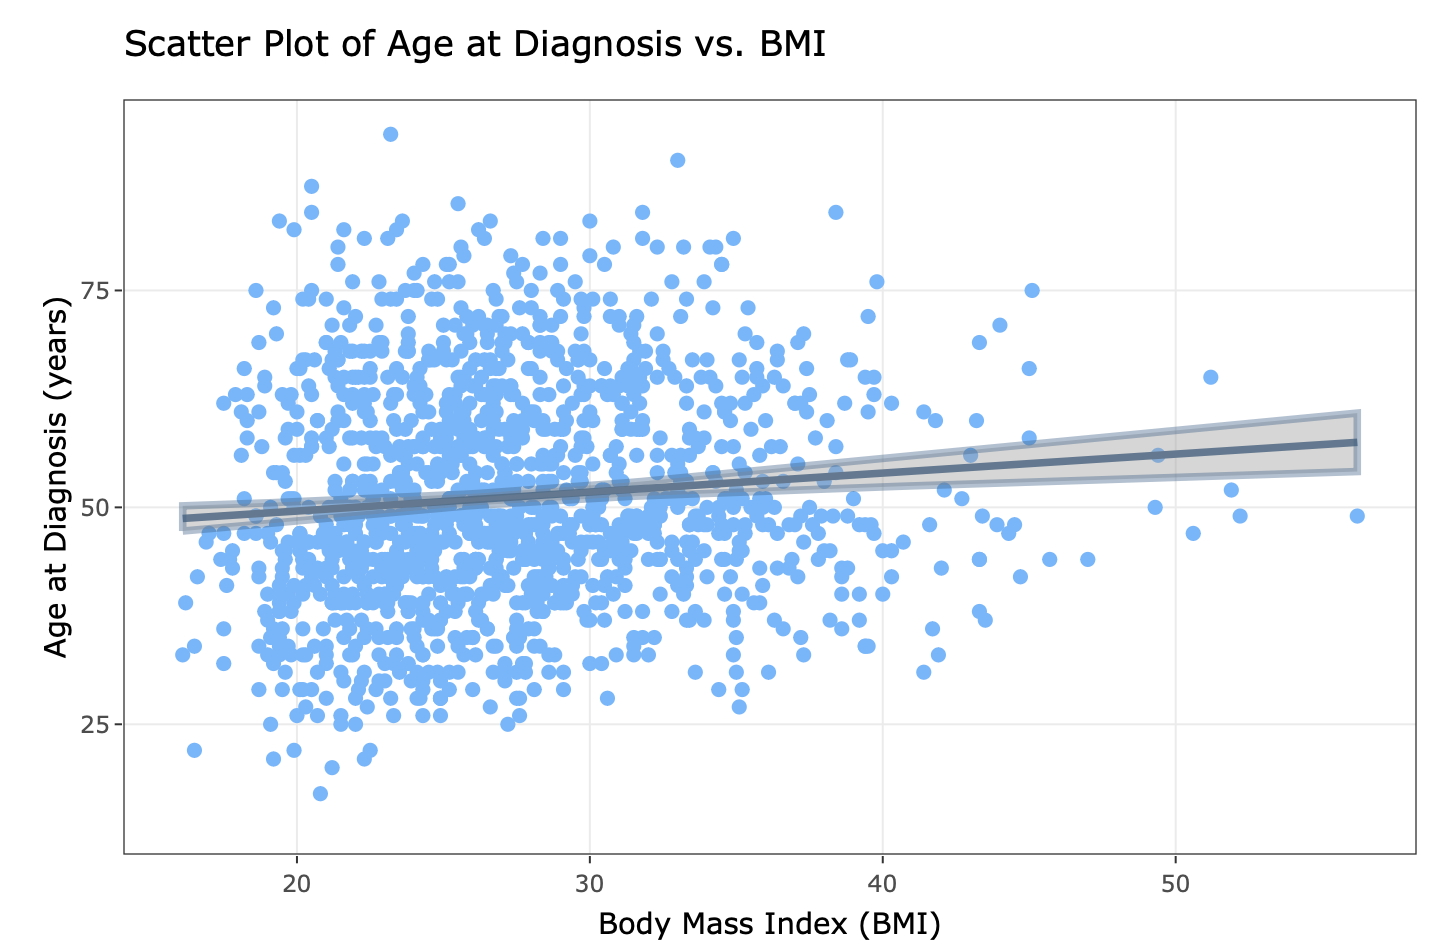 Scatter Plot of Age at Diagnosis vs. BMI
Age at Diagnosis (years)
75
50
25
20
30
40
50
Body Mass Index (BMI)